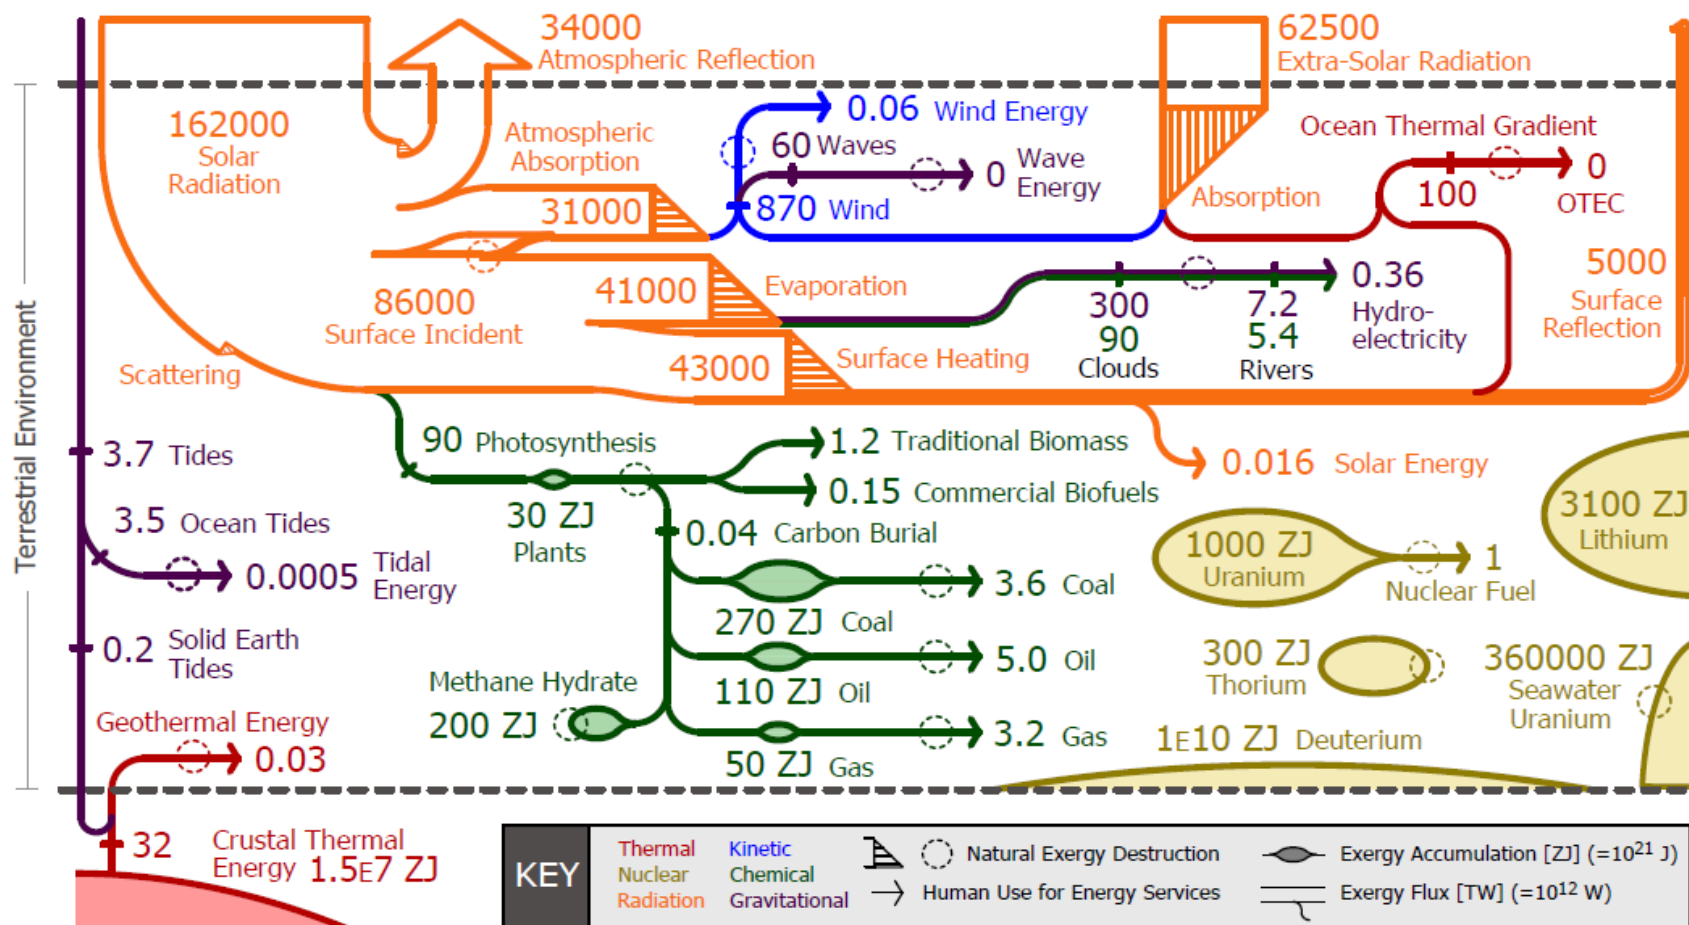 34000
Atmospheric Reflection
62500
Extra-Solar Radiation
162000
Solar
Radiation
Atmospheric
Absorption
31000
0.06 Wind Energy
60 Waves
0 Wave
Energy
870 Wind
Absorption
Ocean Thermal Gradient
100
0
OTEC
86000
Surface Incident
41000
Evaporation
300
90
Clouds
7.2
5.4
Rivers
0.36
Hydro-
electricity
5000
Surface
Reflection
Scattering
43000
Surface Heating
Terrestrial Environment
3.7 Tides
3.5 Ocean Tides
0.0005 Tidal
Energy
0.2 Solid Earth
Tides
Geothermal Energy
0.03
32 Crustal Thermal
Energy 1.5E7 ZJ
90 Photosynthesis
30 ZJ
Plants
1.2 Traditional Biomass
0.15 Commercial Biofuels
0.04 Carbon Burial
3.6 Coal
270 ZJ Coal
5.0 Oil
110 ZJ Oil
Methane Hydrate
200 ZJ
3.2 Gas
50 ZJ Gas
0.016 Solar Energy
1000 ZJ
Uranium
1
Nuclear Fuel
3100 ZJ
Lithium
300 ZJ
Thorium
360000 ZJ
Seawater
Uranium
1E10 ZJ Deuterium
KEY
Thermal Kinetic
Nuclear Chemical
Radiation Gravitational
Natural Exergy Destruction
Human Use for Energy Services
Exergy Accumulation [ZJ] (=10²¹ J)
Exergy Flux [TW] (=10¹² W)